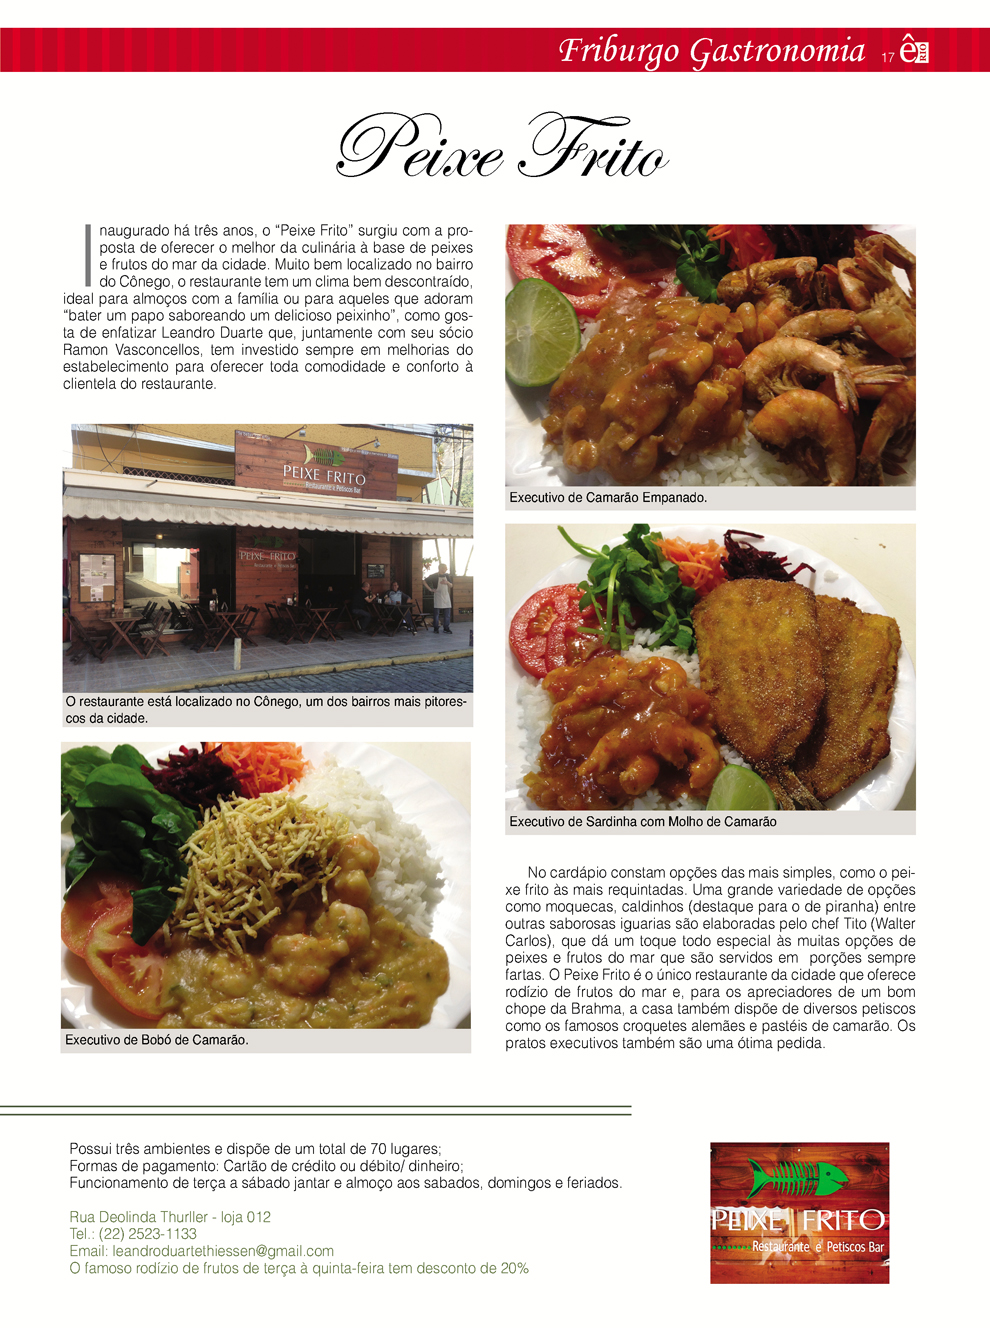 Friburgo Gastronomia 17 ê RIO
Peixe Frito
Inaugurado há três anos, o “Peixe Frito” surgiu com a pro-
posta de oferecer o melhor da culinária à base de peixes
e frutos do mar da cidade. Muito bem localizado no bairro
do Cônego, o restaurante tem um clima bem descontraído,
ideal para almoços com a família ou para aqueles que adoram
“bater um papo saboreando um delicioso peixinho”, como gos-
ta de enfatizar Leandro Duarte que, juntamente com seu sócio
Ramon Vasconcellos, tem investido sempre em melhorias do
estabelecimento para oferecer toda comodidade e conforto à
clientela do restaurante.
PEIXE FRITO
Restaurante e Petiscos Bar
PEIXE FRITO
Restaurante e Petiscos Bar
O restaurante está localizado no Cônego, um dos bairros mais pitores-
cos da cidade.
Executivo de Bobó de Camarão.
Executivo de Camarão Empanado.
Executivo de Sardinha com Molho de Camarão
No cardápio constam opções das mais simples, como o pei-
xe frito às mais requintadas. Uma grande variedade de opções
como moquecas, caldinhos (destaque para o de piranha) entre
outras saborosas iguarias são elaboradas pelo chef Tito (Walter
Carlos), que dá um toque todo especial às muitas opções de
peixes e frutos do mar que são servidos em porções sempre
fartas. O Peixe Frito é o único restaurante da cidade que oferece
rodízio de frutos do mar e, para os apreciadores de um bom
chope da Brahma, a casa também dispõe de diversos petiscos
como os famosos croquetes alemães e pastéis de camarão. Os
pratos executivos também são uma ótima pedida.
Possui três ambientes e dispõe de um total de 70 lugares;
Formas de pagamento: Cartão de crédito ou débito/ dinheiro;
Funcionamento de terça a sábado jantar e almoço aos sabados, domingos e feriados.
Rua Deolinda Thurller - loja 012
Tel.: (22) 2523-1133
Email: leandroduartethiessen@gmail.com
O famoso rodízio de frutos de terça à quinta-feira tem desconto de 20%
PEIXE FRITO
Restaurante e Petiscos Bar